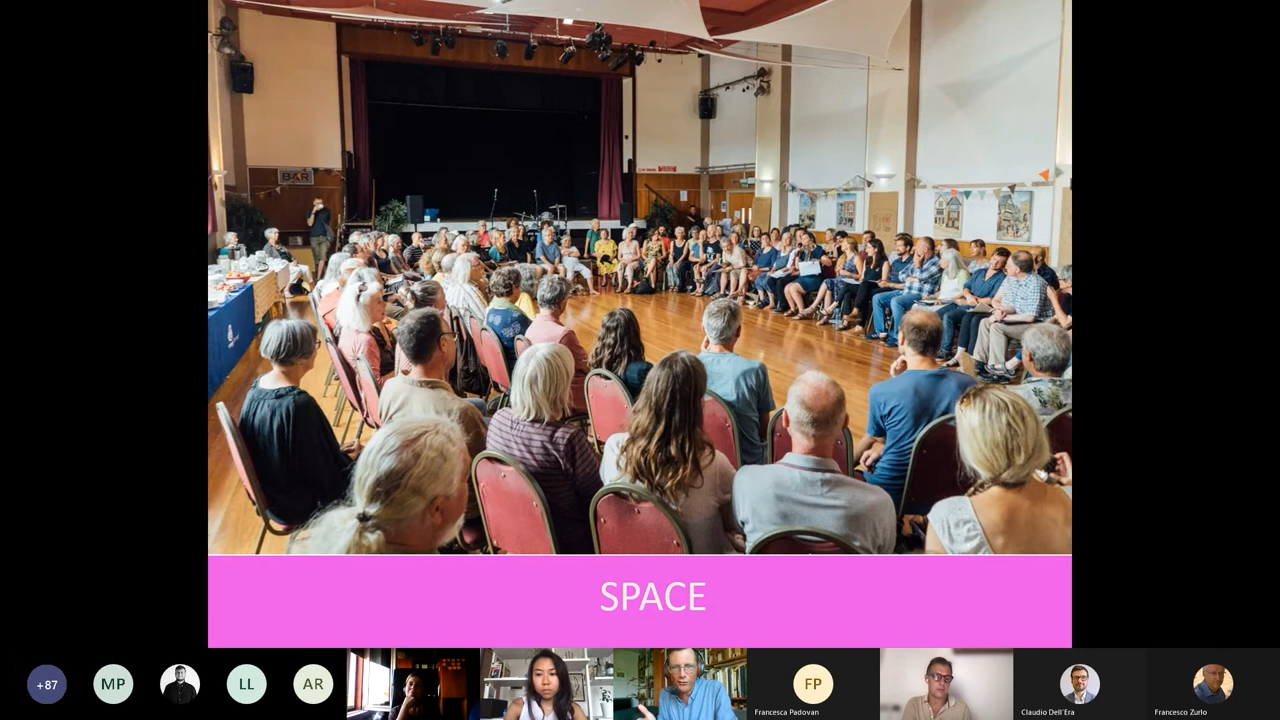 BAR
SPACE
+87
MP
LL
AR
FP
Francesca Padovan
Claudio Dell'Era
Francesco Zurlo